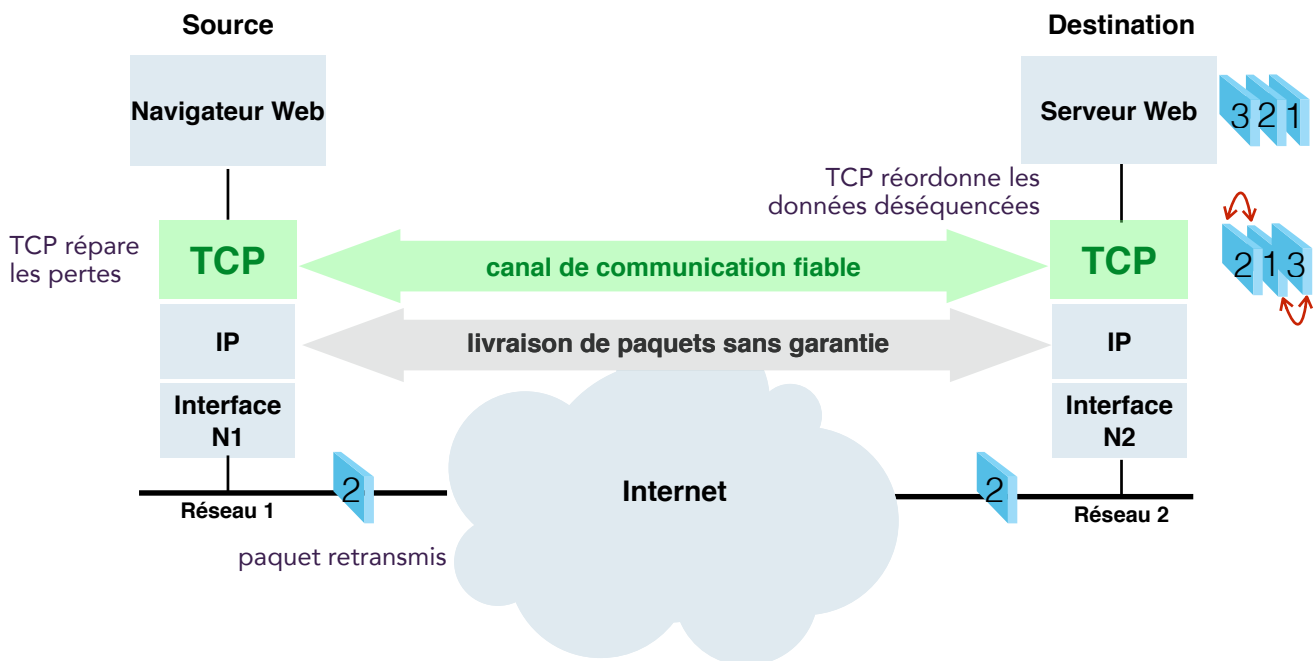 Source
Destination
Navigateur Web
Serveur Web
3 2 1
TCP réordonne les
données déséquencées
TCP répare
les pertes
TCP
canal de communication fiable
TCP
2 1 3
IP
livraison de paquets sans garantie
IP
Interface
N1
Interface
N2
2
Internet
2
Réseau 1
Réseau 2
paquet retransmis